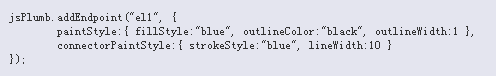 jsPlumb.addEndpoint("el1", {
        paintStyle:{ fillStyle:"blue", outlineColor:"black", outlineWidth:1 },
        connectorPaintStyle:{ strokeStyle:"blue", lineWidth:10 }
});